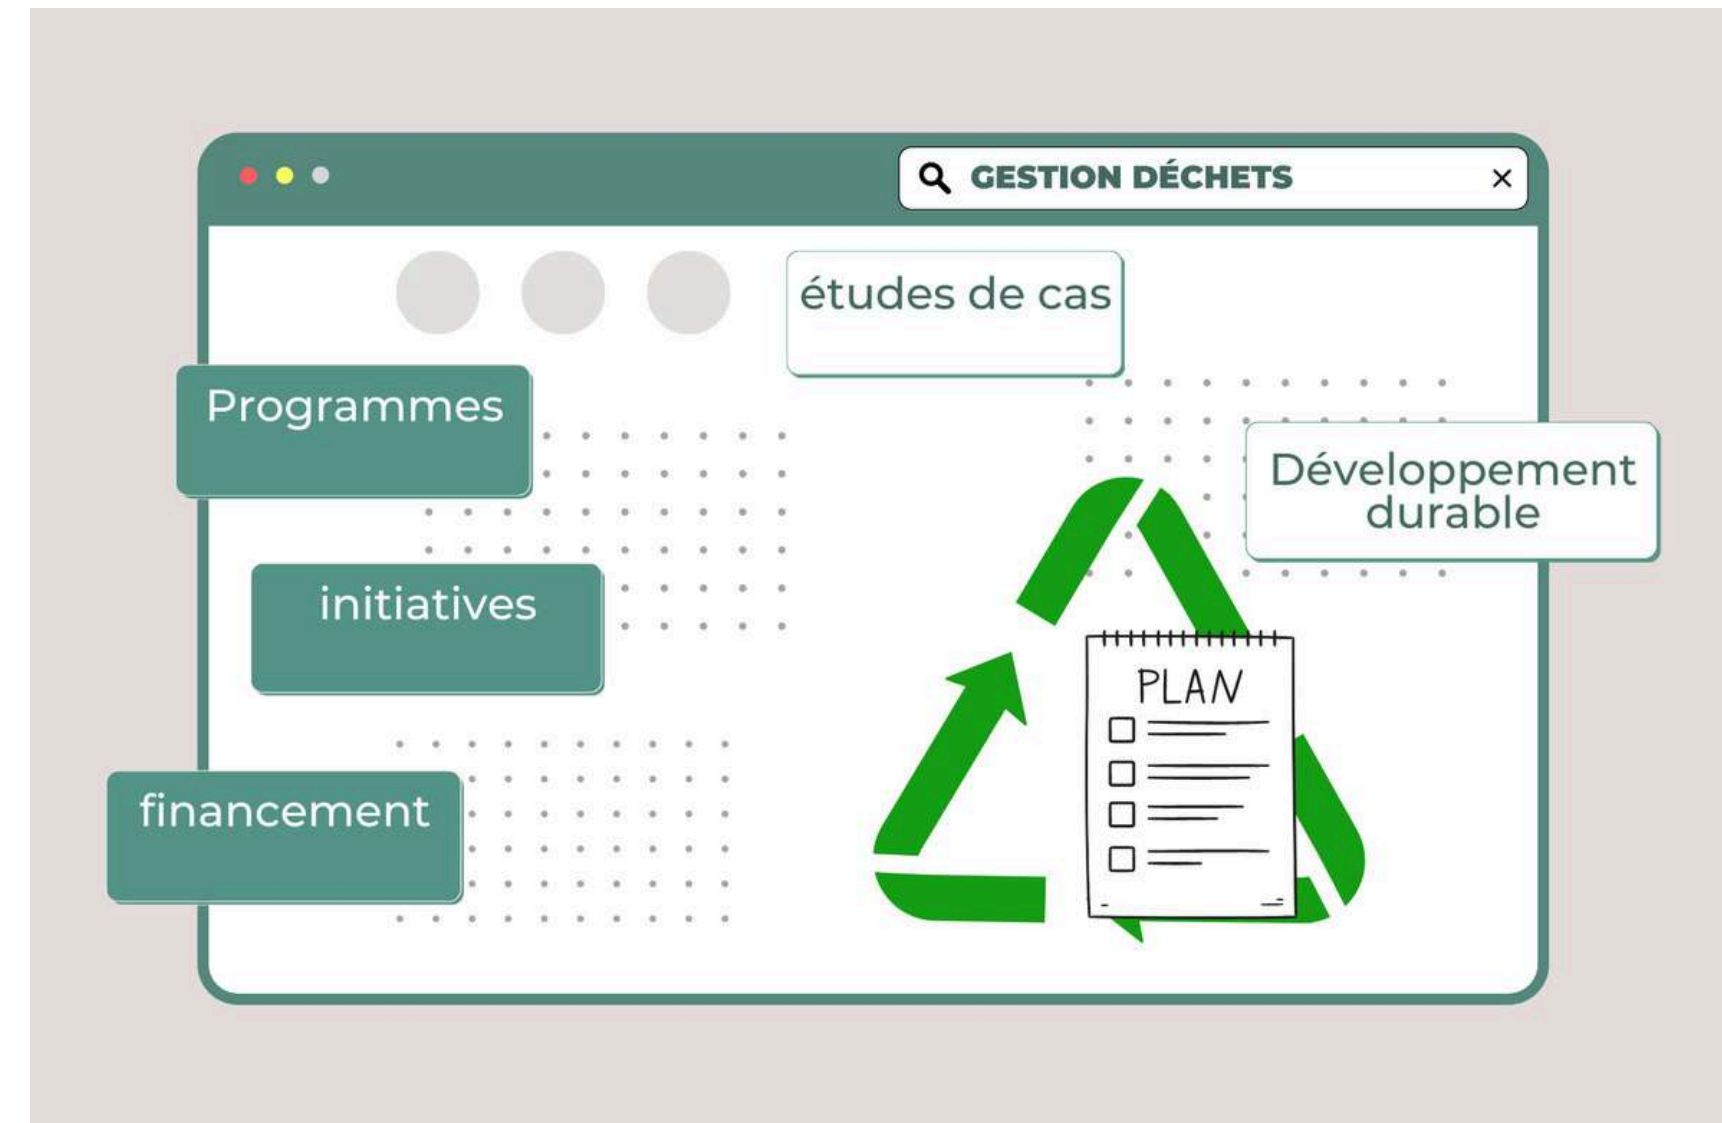 GESTION DÉCHETS
études de cas
Programmes
Développement
durable
initiatives
PLAN
financement